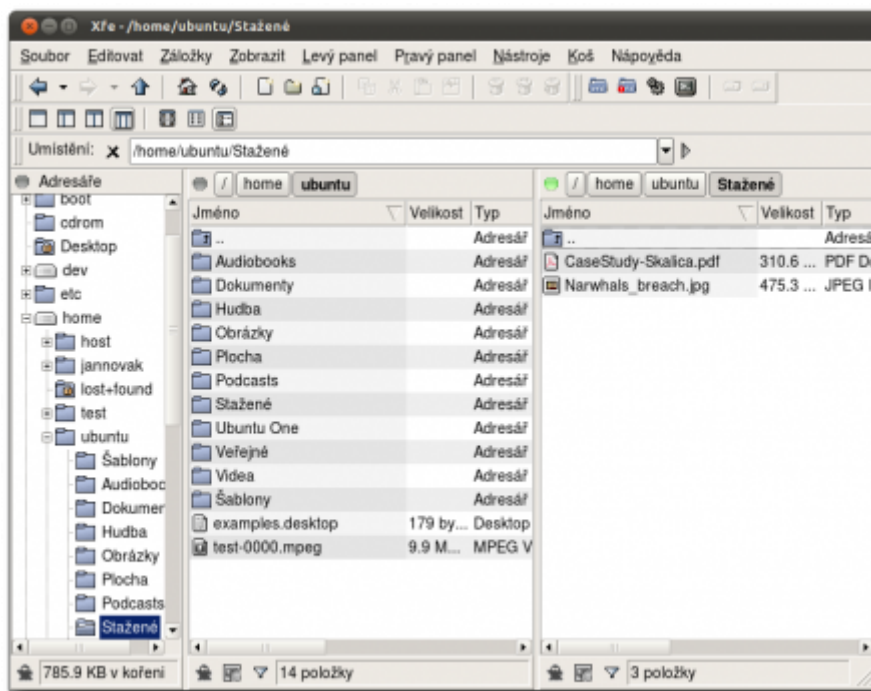 Xfe - /home/ubuntu/Stažené
Soubor Editovat Záložky Zobrazit Levý panel Pravý panel Nástroje Koš Nápověda
Umístění: /home/ubuntu/Stažené
Adresáře
boot
cdrom
Desktop
dev
etc
home
host
jannovak
lost+found
test
ubuntu
Šablony
Audioboo
Dokumer
Hudba
Obrázky
Plocha
Podcasts
Stažené
785.9 KB v kořeni
/ home ubuntu
Jméno Velikost Typ
.. Adresář
Audiobooks Adresář
Dokumenty Adresář
Hudba Adresář
Obrázky Adresář
Plocha Adresář
Podcasts Adresář
Stažené Adresář
Ubuntu One Adresář
Veřejné Adresář
Videa Adresář
Šablony Adresář
examples.desktop 179 by... Desktop
test-0000.mpeg 9.9 M... MPEG V
14 položky
/ home ubuntu Stažené
Jméno Velikost Typ
.. Adresá
CaseStudy-Skalica.pdf 310.6 ... PDF D
Narwhals_breach.jpg 475.3 ... JPEG I
3 položky